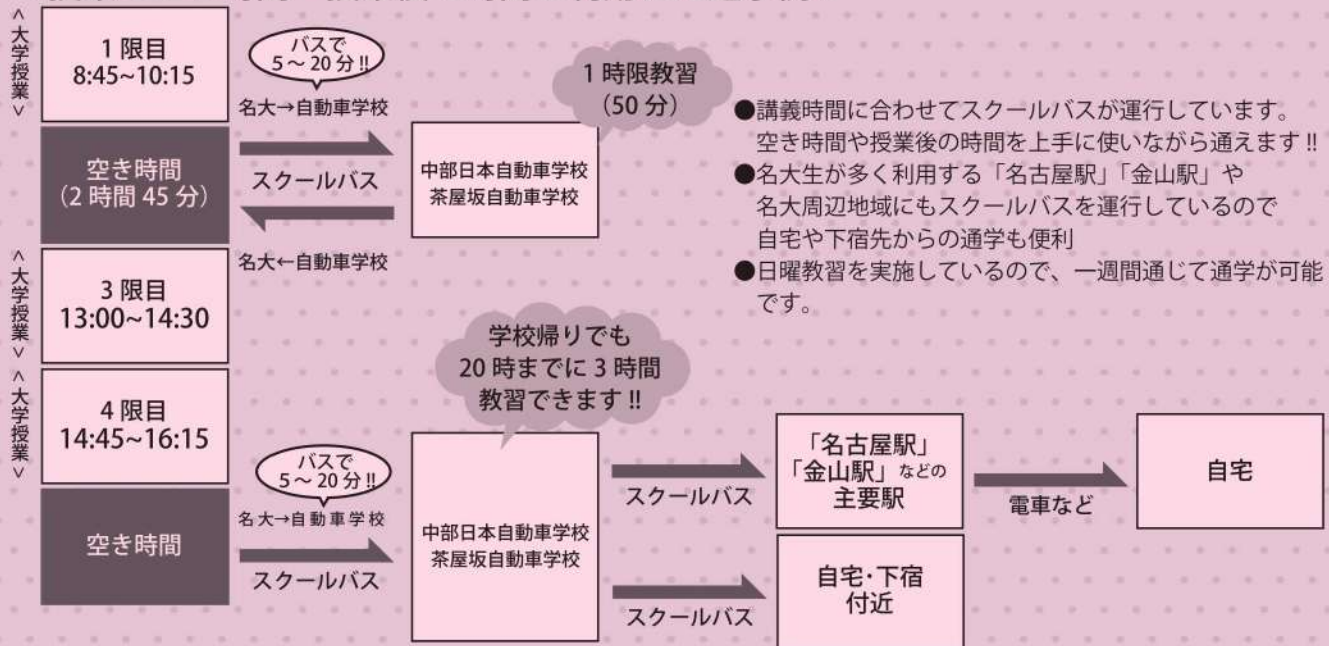 <大学授業>
1限目
8:45~10:15
バスで
5~20分!!
名大→自動車学校
1時限教習
(50分)
空き時間
(2時間45分)
スクールバス
中部日本自動車学校
茶屋坂自動車学校
名大←自動車学校
●講義時間に合わせてスクールバスが運行しています。
空き時間や授業後の時間を上手に使いながら通えます!!
●名大生が多く利用する「名古屋駅」「金山駅」や
名大周辺地域にもスクールバスを運行しているので
自宅や下宿先からの通学も便利
●日曜教習を実施しているので、一週間通じて通学が可能
です。
<大学授業>
3限目
13:00~14:30
<大学授業>
4限目
14:45~16:15
学校帰りでも
20時までに3時間
教習できます!!
空き時間
バスで
5~20分!!
名大→自動車学校
スクールバス
中部日本自動車学校
茶屋坂自動車学校
スクールバス
「名古屋駅」
「金山駅」などの
主要駅
電車など
自宅
スクールバス
自宅・下宿
付近